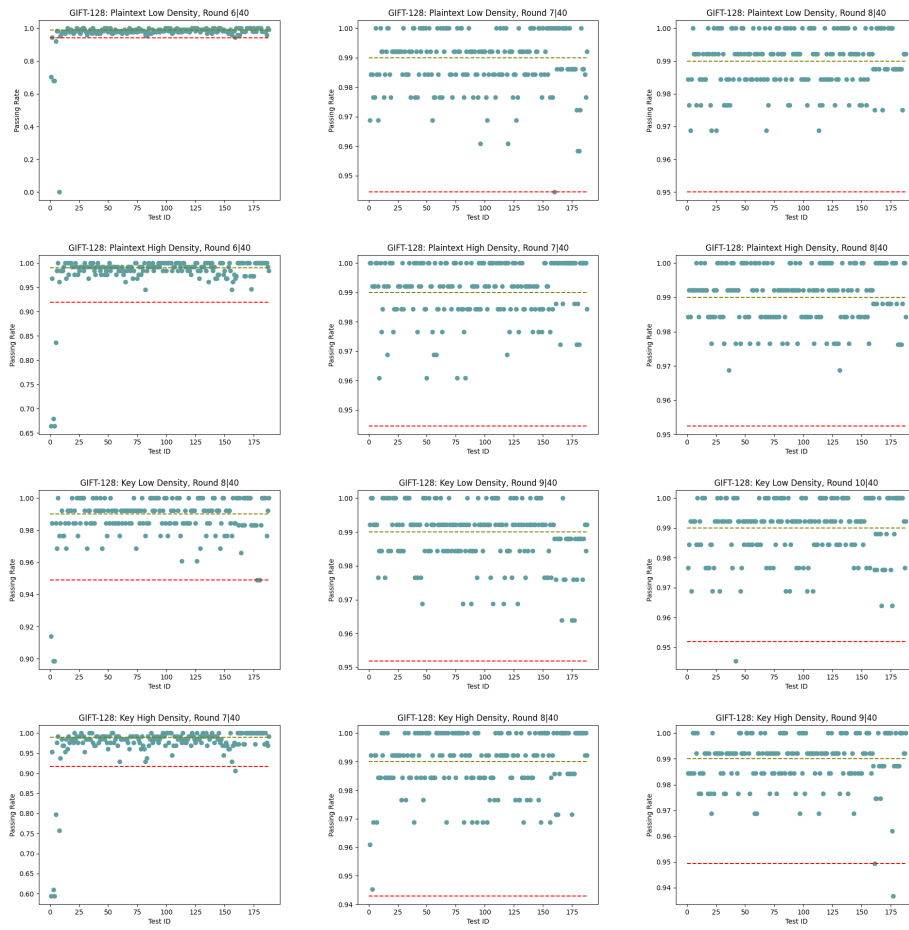 GIFT-128: Plaintext Low Density, Round 6|40
Passing Rate
1.0
0.8
0.6
0.4
0.2
0.0
0 25 50 75 100 125 150 175
Test ID
GIFT-128: Plaintext Low Density, Round 7|40
Passing Rate
1.00
0.99
0.98
0.97
0.96
0.95
0 25 50 75 100 125 150 175
Test ID
GIFT-128: Plaintext Low Density, Round 8|40
Passing Rate
1.00
0.99
0.98
0.97
0.96
0.95
0 25 50 75 100 125 150 175
Test ID
GIFT-128: Plaintext High Density, Round 6|40
Passing Rate
1.00
0.95
0.90
0.85
0.80
0.75
0.70
0.65
0 25 50 75 100 125 150 175
Test ID
GIFT-128: Plaintext High Density, Round 7|40
Passing Rate
1.00
0.99
0.98
0.97
0.96
0.95
0 25 50 75 100 125 150 175
Test ID
GIFT-128: Plaintext High Density, Round 8|40
Passing Rate
1.00
0.99
0.98
0.97
0.96
0.95
0 25 50 75 100 125 150 175
Test ID
GIFT-128: Key Low Density, Round 8|40
Passing Rate
1.00
0.98
0.96
0.94
0.92
0.90
0 25 50 75 100 125 150 175
Test ID
GIFT-128: Key Low Density, Round 9|40
Passing Rate
1.00
0.99
0.98
0.97
0.96
0.95
0 25 50 75 100 125 150 175
Test ID
GIFT-128: Key Low Density, Round 10|40
Passing Rate
1.00
0.99
0.98
0.97
0.96
0.95
0 25 50 75 100 125 150 175
Test ID
GIFT-128: Key High Density, Round 7|40
Passing Rate
1.00
0.95
0.90
0.85
0.80
0.75
0.70
0.65
0.60
0 25 50 75 100 125 150 175
Test ID
GIFT-128: Key High Density, Round 8|40
Passing Rate
1.00
0.99
0.98
0.97
0.96
0.95
0.94
0 25 50 75 100 125 150 175
Test ID
GIFT-128: Key High Density, Round 9|40
Passing Rate
1.00
0.99
0.98
0.97
0.96
0.95
0.94
0 25 50 75 100 125 150 175
Test ID